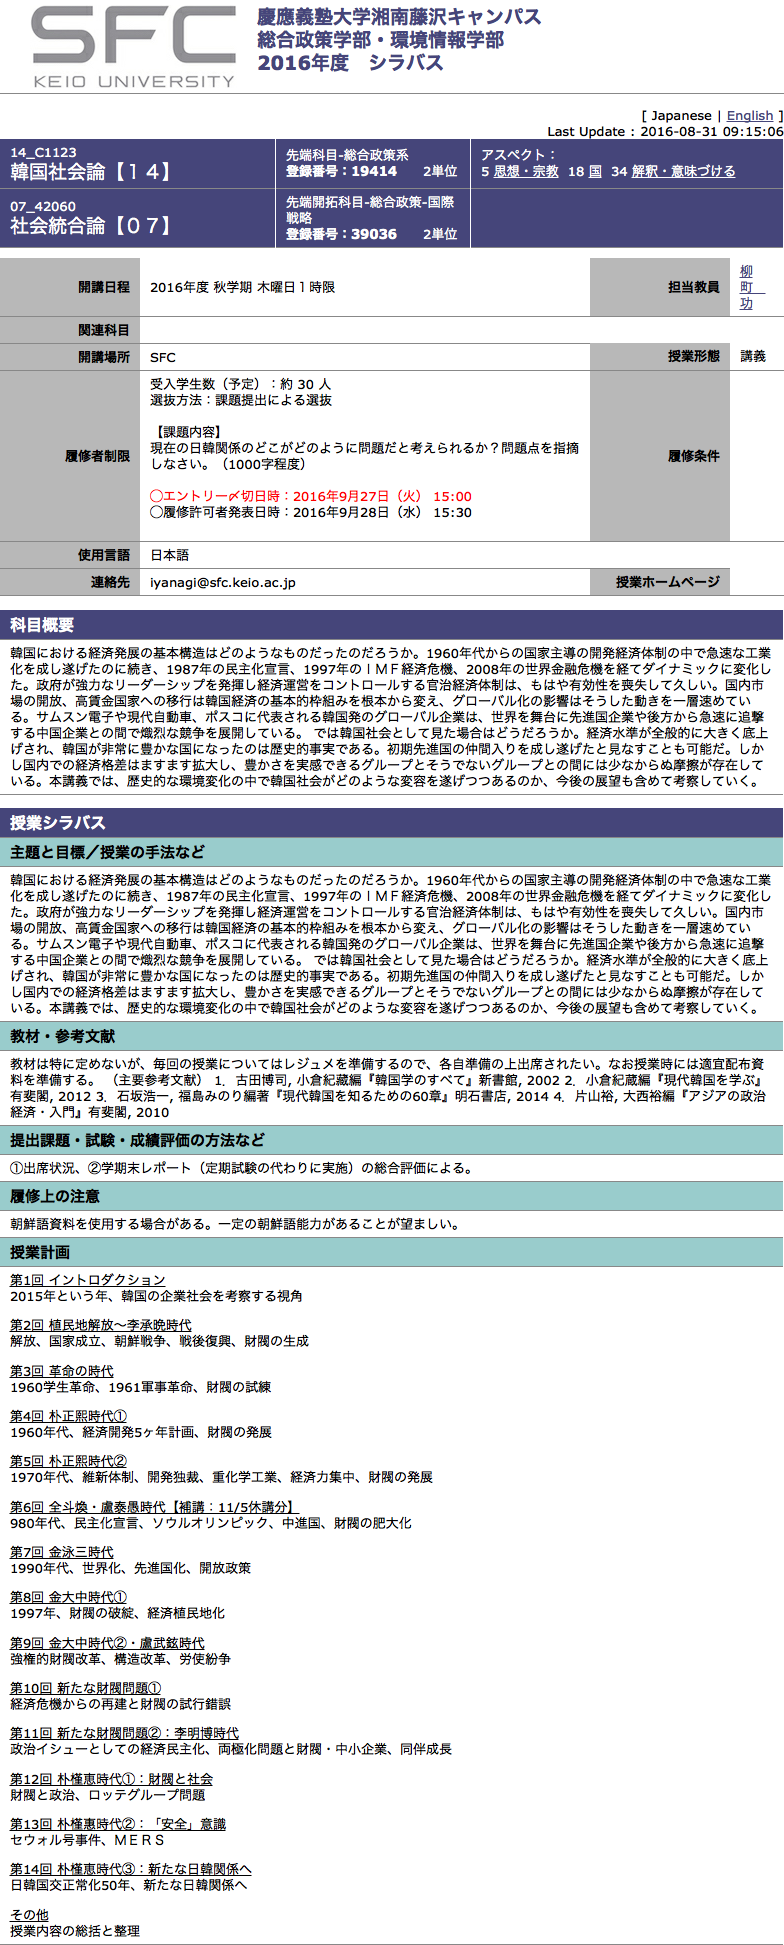 SFC
KEIO UNIVERSITY
慶應義塾大学湘南藤沢キャンパス
総合政策学部・環境情報学部
2016年度　シラバス
[ Japanese | English ]
Last Update : 2016-08-31 09:15:06
14_C1123
韓国社会論【１４】
先端科目-総合政策系
登録番号：19414　　2単位
アスペクト：
5 思想・宗教 18 国 34 解釈・意味づける
07_42060
社会統合論【０７】
先端開拓科目-総合政策-国際
戦略
登録番号：39036　　2単位
開講日程
2016年度 秋学期 木曜日１時限
担当教員
柳
町
功
関連科目
開講場所
SFC
授業形態
講義
履修者制限
受入学生数（予定）：約 30 人
選抜方法：課題提出による選抜
【課題内容】
現在の日韓関係のどこがどのように問題だと考えられるか？問題点を指摘
しなさい。（1000字程度）
◯エントリー〆切日時：2016年9月27日（火） 15:00
◯履修許可者発表日時：2016年9月28日（水） 15:30
履修条件
使用言語
日本語
連絡先
iyanagi@sfc.keio.ac.jp
授業ホームページ
科目概要
韓国における経済発展の基本構造はどのようなものだったのだろうか。1960年代からの国家主導の開発経済体制の中で急速な工業
化を成し遂げたのに続き、1987年の民主化宣言、1997年のＩＭＦ経済危機、2008年の世界金融危機を経てダイナミックに変化し
た。政府が強力なリーダーシップを発揮し経済運営をコントロールする官治経済体制は、もはや有効性を喪失して久しい。国内市
場の開放、高賃金国家への移行は韓国経済の基本的枠組みを根本から変え、グローバル化の影響はそうした動きを一層速めてい
る。サムスン電子や現代自動車、ポスコに代表される韓国発のグローバル企業は、世界を舞台に先進国企業や後方から急速に追撃
する中国企業との間で熾烈な競争を展開している。 では韓国社会として見た場合はどうだろうか。経済水準が全般的に大きく底上
げされ、韓国が非常に豊かな国になったのは歴史的事実である。初期先進国の仲間入りを成し遂げたと見なすことも可能だ。しか
し国内での経済格差はますます拡大し、豊かさを実感できるグループとそうでないグループとの間には少なからぬ摩擦が存在して
いる。本講義では、歴史的な環境変化の中で韓国社会がどのような変容を遂げつつあるのか、今後の展望も含めて考察していく。
授業シラバス
主題と目標／授業の手法など
韓国における経済発展の基本構造はどのようなものだったのだろうか。1960年代からの国家主導の開発経済体制の中で急速な工業
化を成し遂げたのに続き、1987年の民主化宣言、1997年のＩＭＦ経済危機、2008年の世界金融危機を経てダイナミックに変化し
た。政府が強力なリーダーシップを発揮し経済運営をコントロールする官治経済体制は、もはや有効性を喪失して久しい。国内市
場の開放、高賃金国家への移行は韓国経済の基本的枠組みを根本から変え、グローバル化の影響はそうした動きを一層速めてい
る。サムスン電子や現代自動車、ポスコに代表される韓国発のグローバル企業は、世界を舞台に先進国企業や後方から急速に追撃
する中国企業との間で熾烈な競争を展開している。 では韓国社会として見た場合はどうだろうか。経済水準が全般的に大きく底上
げされ、韓国が非常に豊かな国になったのは歴史的事実である。初期先進国の仲間入りを成し遂げたと見なすことも可能だ。しか
し国内での経済格差はますます拡大し、豊かさを実感できるグループとそうでないグループとの間には少なからぬ摩擦が存在して
いる。本講義では、歴史的な環境変化の中で韓国社会がどのような変容を遂げつつあるのか、今後の展望も含めて考察していく。
教材・参考文献
教材は特に定めないが、毎回の授業についてはレジュメを準備するので、各自準備の上出席されたい。なお授業時には適宜配布資
料を準備する。 （主要参考文献） 1．古田博司, 小倉紀藏編『韓国学のすべて』新書館, 2002 2．小倉紀蔵編『現代韓国を学ぶ』
有斐閣, 2012 3．石坂浩一, 福島みのり編著『現代韓国を知るための60章』明石書店, 2014 4．片山裕, 大西裕編『アジアの政治
経済・入門』有斐閣, 2010
提出課題・試験・成績評価の方法など
①出席状況、②学期末レポート（定期試験の代わりに実施）の総合評価による。
履修上の注意
朝鮮語資料を使用する場合がある。一定の朝鮮語能力があることが望ましい。
授業計画
第1回 イントロダクション
2015年という年、韓国の企業社会を考察する視角
第2回 植民地解放～李承晩時代
解放、国家成立、朝鮮戦争、戦後復興、財閥の生成
第3回 革命の時代
1960学生革命、1961軍事革命、財閥の試練
第4回 朴正熙時代①
1960年代、経済開発5ヶ年計画、財閥の発展
第5回 朴正熙時代②
1970年代、維新体制、開発独裁、重化学工業、経済力集中、財閥の発展
第6回 全斗煥・盧泰愚時代【補講：11/5休講分】
980年代、民主化宣言、ソウルオリンピック、中進国、財閥の肥大化
第7回 金泳三時代
1990年代、世界化、先進国化、開放政策
第8回 金大中時代①
1997年、財閥の破綻、経済植民地化
第9回 金大中時代②・盧武鉉時代
強権的財閥改革、構造改革、労使紛争
第10回 新たな財閥問題①
経済危機からの再建と財閥の試行錯誤
第11回 新たな財閥問題②：李明博時代
政治イシューとしての経済民主化、両極化問題と財閥・中小企業、同伴成長
第12回 朴槿恵時代①：財閥と社会
財閥と政治、ロッテグループ問題
第13回 朴槿惠時代②：「安全」意識
セウォル号事件、ＭＥＲＳ
第14回 朴槿恵時代③：新たな日韓関係へ
日韓国交正常化50年、新たな日韓関係へ
その他
授業内容の総括と整理